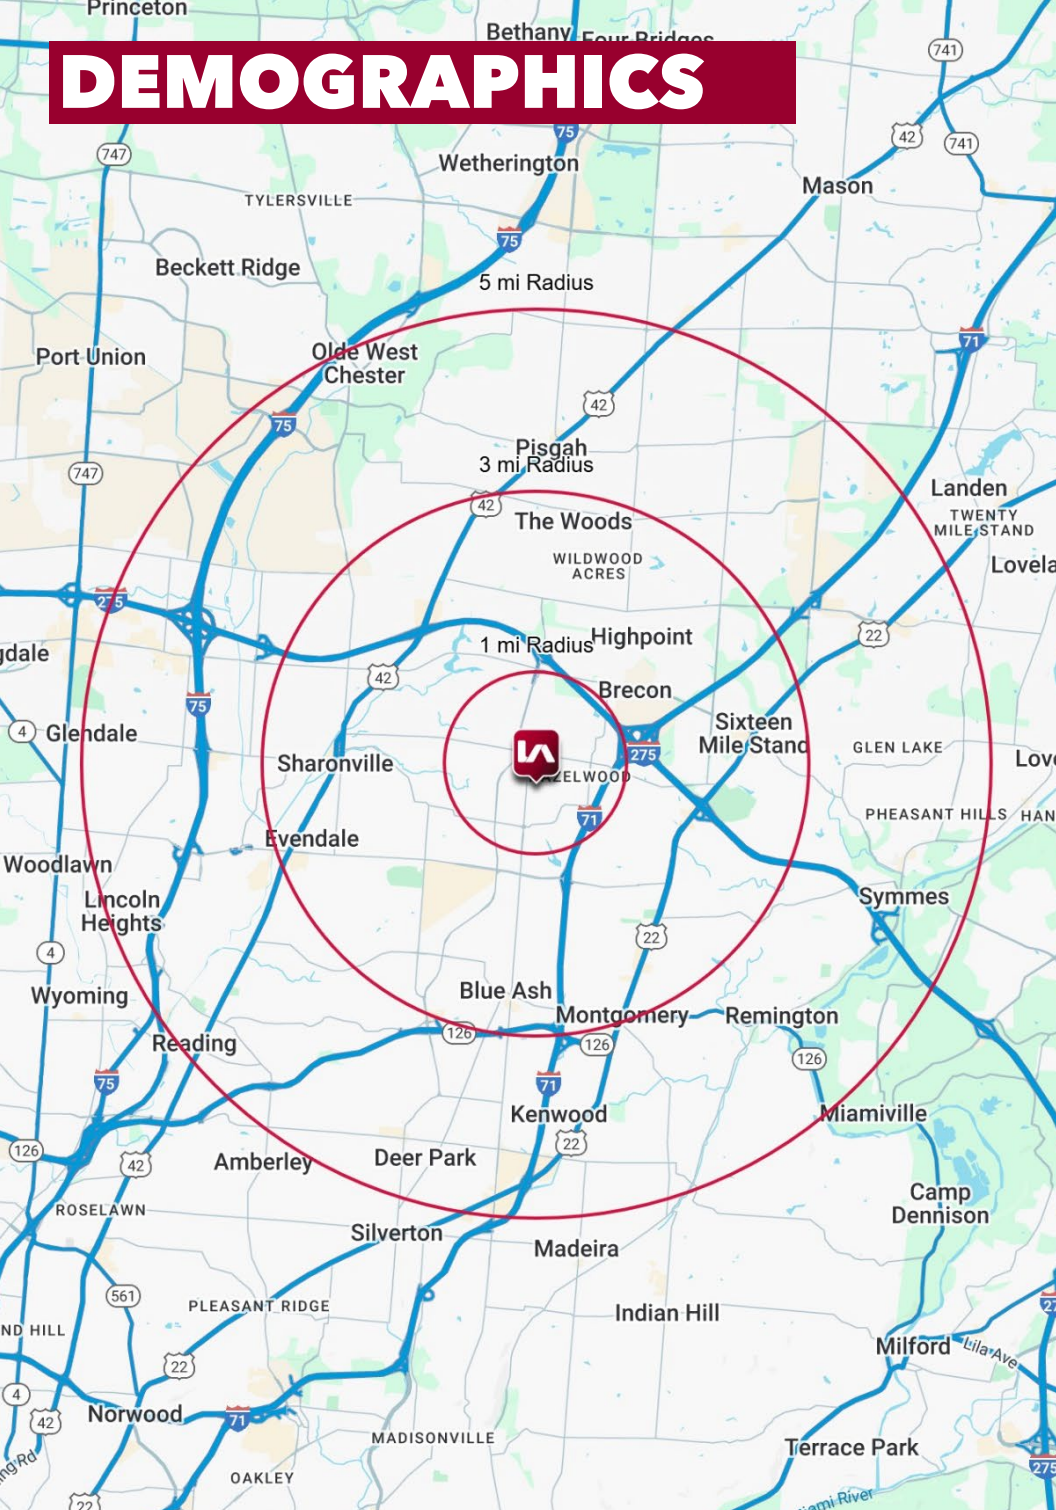 Princeton
Bethany
Four Bridges
DEMOGRAPHICS
741
75
42
741
747
Wetherington
Mason
TYLERSVILLE
75
Beckett Ridge
5 mi Radius
71
Port Union
Olde West
Chester
42
75
Pisgah
3 mi Radius
747
Landen
42
The Woods
TWENTY
MILE STAND
WILDWOOD
ACRES
275
22
Highpoint
1 mi Radius
42
Brecon
75
Sixteen
Mile Stand
4
Glendale
GLEN LAKE
275
Sharonville
71
PHEASANT HILLS
Evendale
Woodlawn
Lincoln
Heights
Symmes
22
4
Blue Ash
Wyoming
Montgomery
Remington
126
Reading
126
126
75
71
Kenwood
Miamiville
22
126
42
Amberley
Deer Park
Camp
Dennison
ROSELAWN
Silverton
Madeira
561
PLEASANT RIDGE
Indian Hill
Milford
Lila Ave
22
4
42
Norwood
71
MADISONVILLE
Terrace Park
275
OAKLEY
22